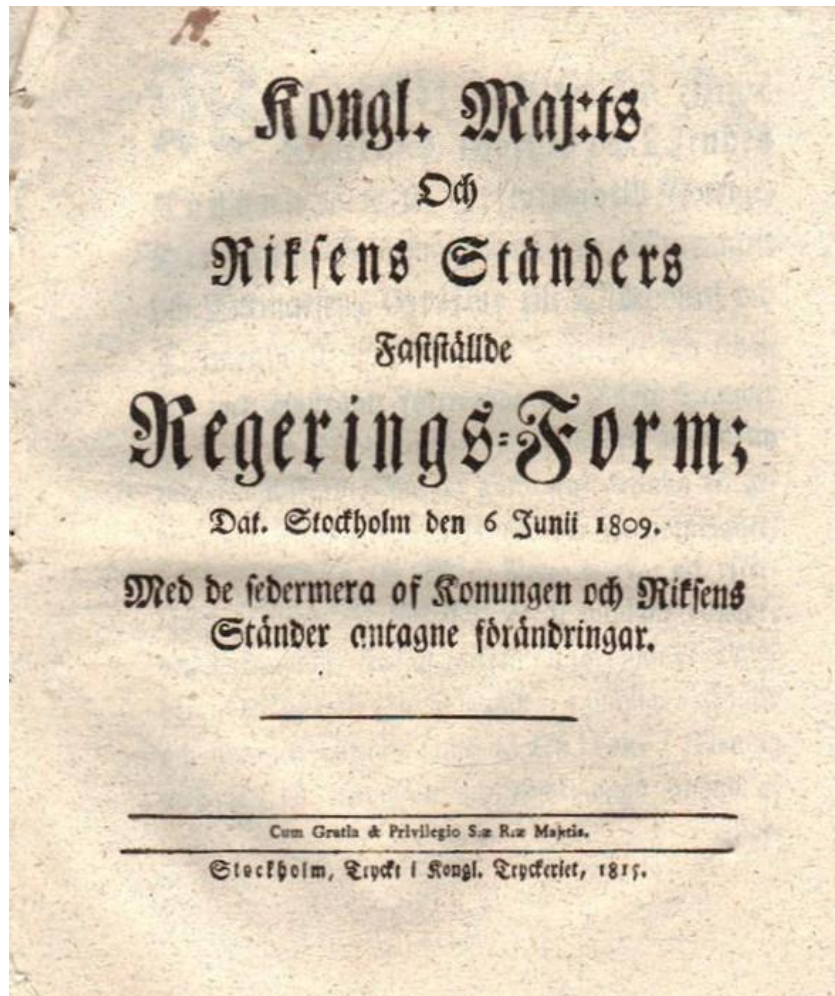 Kongl. Maj:ts
Och
Riksens Ständers
Fastställde
Regerings-Form;
Dat. Stockholm den 6 Junii 1809.
Med de sedermera af Konungen och Riksens
Ständer antagne förändringar.
Cum Gratia & Privilegio S:æ R:æ Maj:tis.
Stockholm, Tryckt i Kongl. Tryckeriet, 1815.